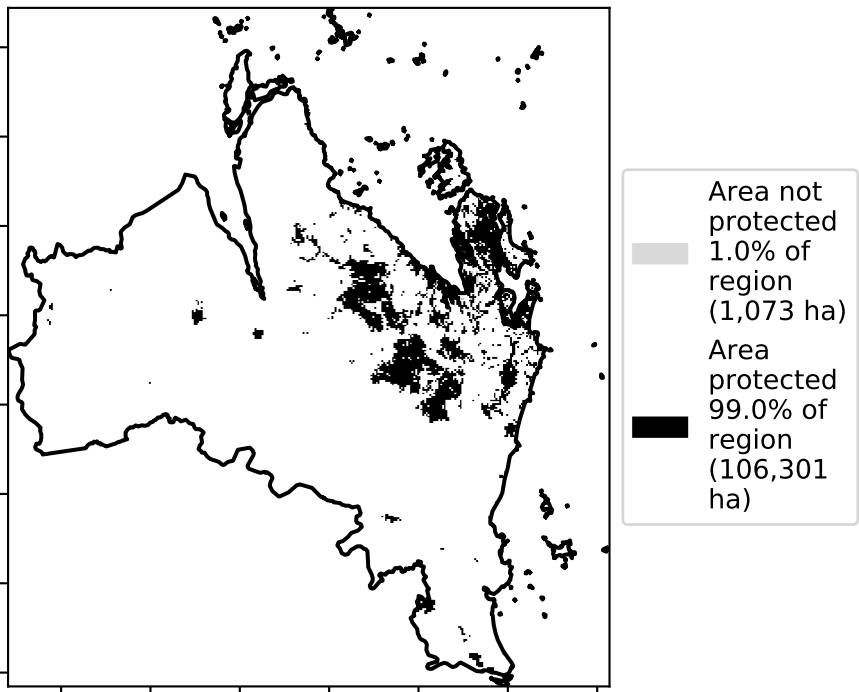 Area not
protected
1.0% of
region
(1,073 ha)
Area
protected
99.0% of
region
(106,301
ha)